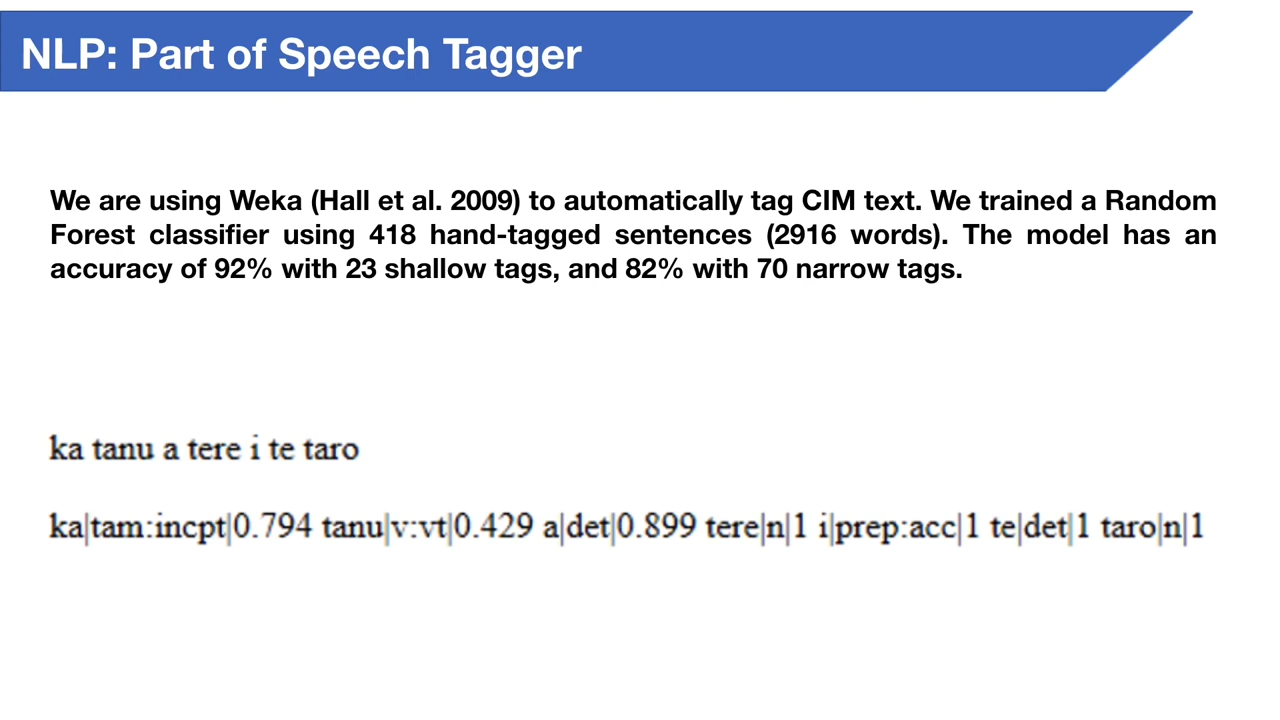 NLP: Part of Speech Tagger
We are using Weka (Hall et al. 2009) to automatically tag CIM text. We trained a Random
Forest classifier using 418 hand-tagged sentences (2916 words). The model has an
accuracy of 92% with 23 shallow tags, and 82% with 70 narrow tags.
ka tanu a tere i te taro
ka|tam:incpt|0.794 tanu|v:vt|0.429 a|det|0.899 tere|n|1 i|prep:acc|1 te|det|1 taro|n|1